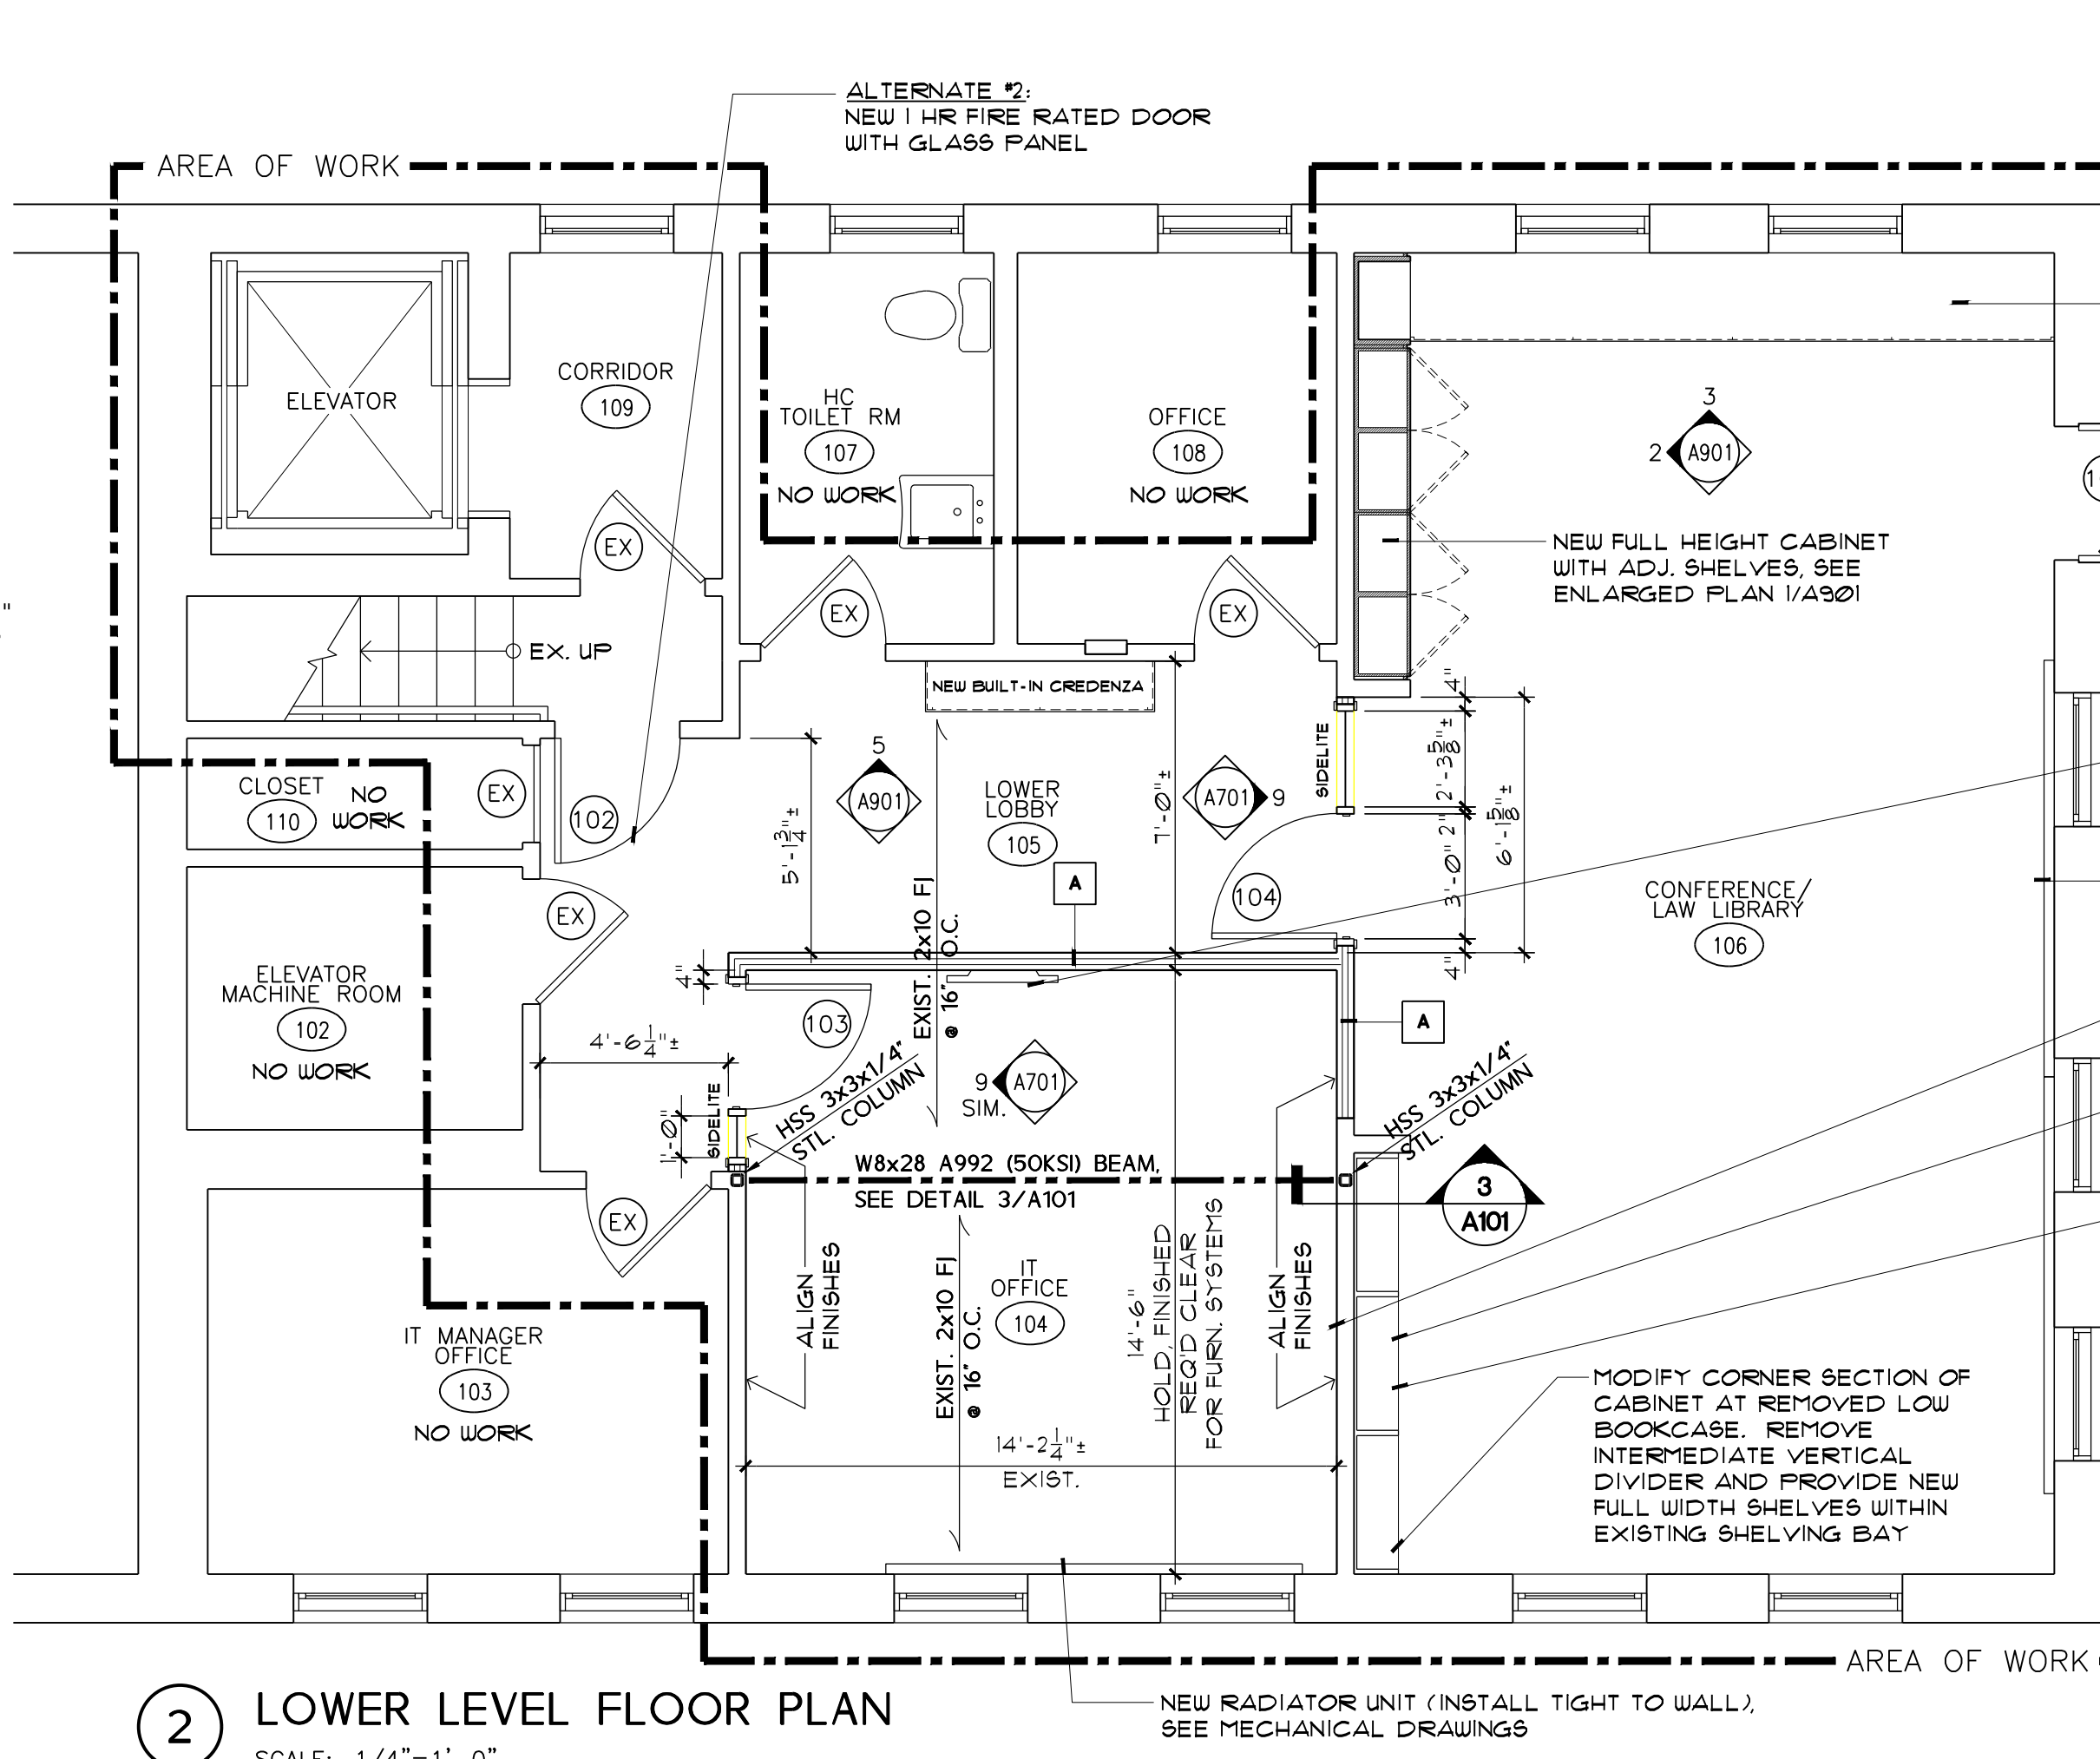 ALTERNATE #2:
NEW 1 HR FIRE RATED DOOR
WITH GLASS PANEL
AREA OF WORK
ELEVATOR
CORRIDOR
109
EX
HC
TOILET RM
107
NO WORK
EX
OFFICE
108
NO WORK
EX
3
2
A901
NEW FULL HEIGHT CABINET
WITH ADJ. SHELVES, SEE
ENLARGED PLAN 1/A901
"
EX. UP
NEW BUILT-IN CREDENZA
CLOSET
110
NO
WORK
EX
102
5
A901
LOWER
LOBBY
105
A701
9
SIDELITE
5'-1 3/4"±
7'-0"±
4"
2'-3 5/8"±
2"
3'-0"
4"
6'-1 5/8"±
A
104
CONFERENCE/
LAW LIBRARY
106
EX
ELEVATOR
MACHINE ROOM
102
NO WORK
4"
103
EXIST. 2x10 FJ
@ 16" O.C.
A
4'-6 1/4"±
1'-0"
SIDELITE
HSS 3x3x1/4"
STL. COLUMN
9
SIM.
A701
HSS 3x3x1/4"
STL. COLUMN
W8x28 A992 (50KSI) BEAM,
SEE DETAIL 3/A101
3
A101
EX
ALIGN
FINISHES
EXIST. 2x10 FJ
@ 16" O.C.
IT
OFFICE
104
14'-6"
HOLD, FINISHED
REQ'D CLEAR
FOR FURN. SYSTEMS
ALIGN
FINISHES
IT MANAGER
OFFICE
103
NO WORK
14'-2 1/4"±
EXIST.
MODIFY CORNER SECTION OF
CABINET AT REMOVED LOW
BOOKCASE. REMOVE
INTERMEDIATE VERTICAL
DIVIDER AND PROVIDE NEW
FULL WIDTH SHELVES WITHIN
EXISTING SHELVING BAY
AREA OF WORK
NEW RADIATOR UNIT (INSTALL TIGHT TO WALL),
SEE MECHANICAL DRAWINGS
2
LOWER LEVEL FLOOR PLAN
SCALE: 1/4"=1'-0"